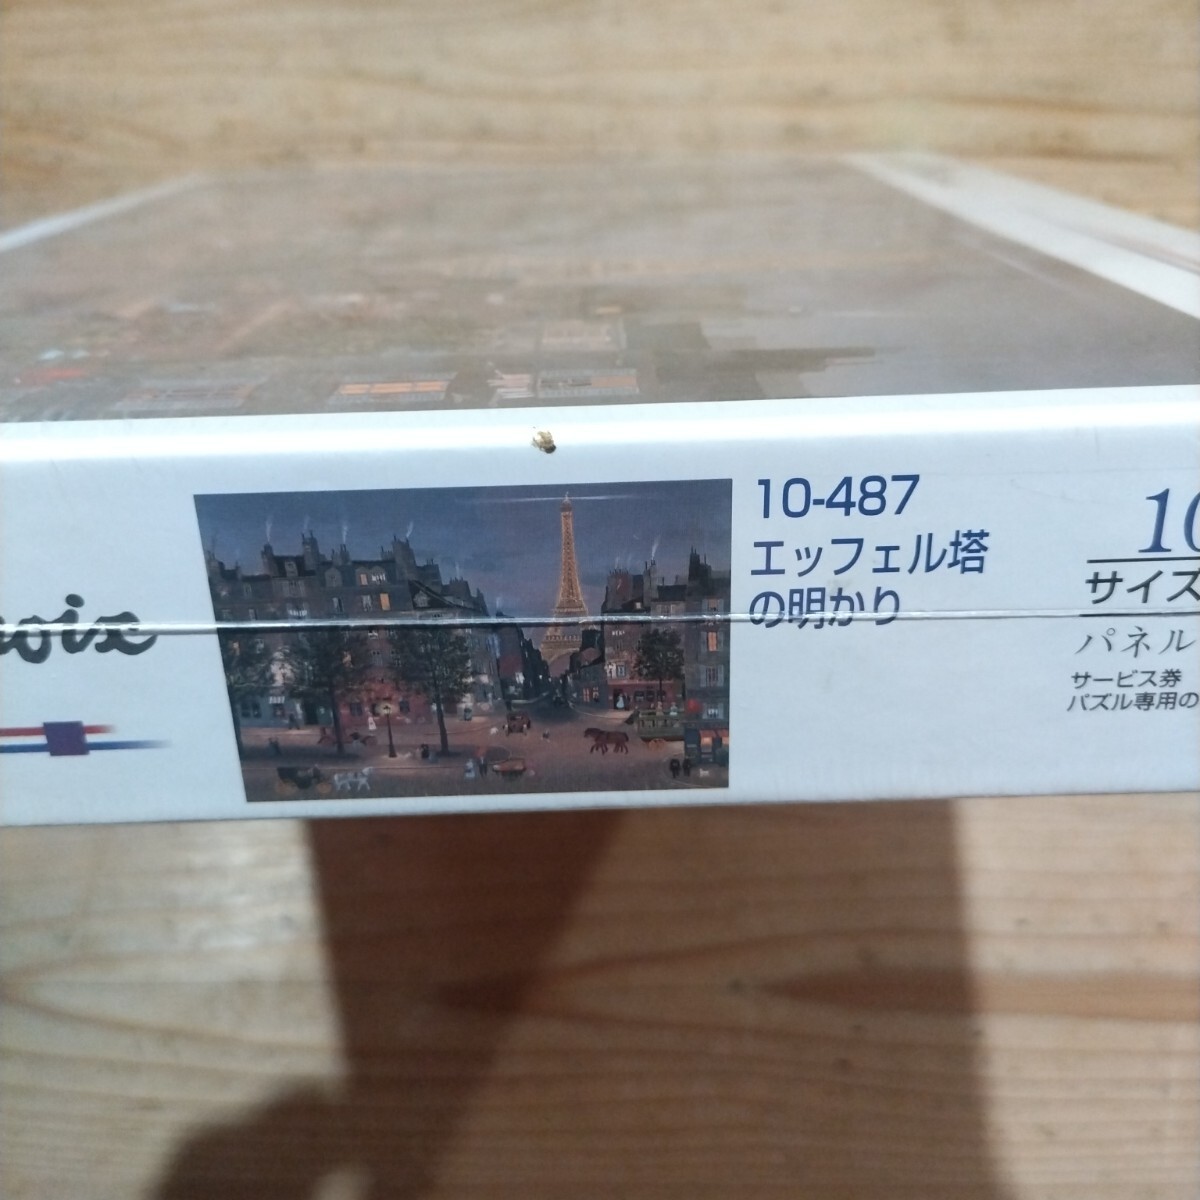 10-487
エッフェル塔
の明かり
10
サイズ
パネル
サービス券
パズル専用の